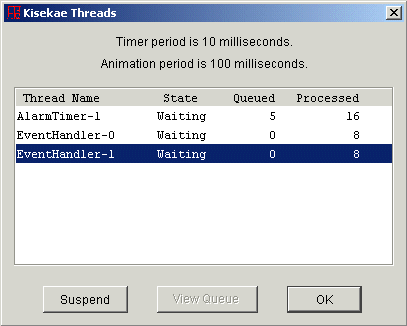 Kisekae Threads
Timer period is 10 milliseconds.
Animation period is 100 milliseconds.
Thread Name State Queued Processed
AlarmTimer-1 Waiting 5 16
EventHandler-0 Waiting 0 8
EventHandler-1 Waiting 0 8
Suspend View Queue OK